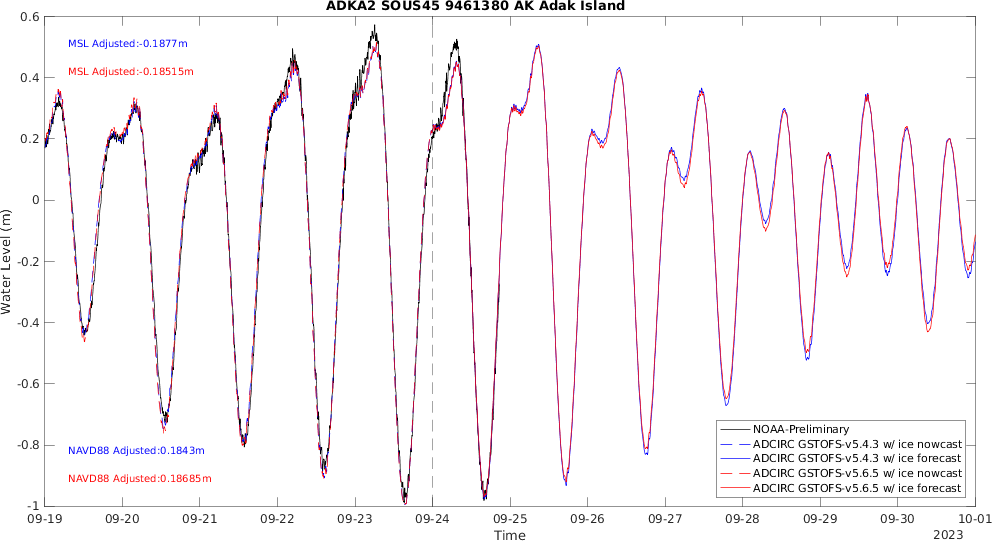 ADKA2 SOUS45 9461380 AK Adak Island
0.6
0.4
0.2
0
-0.2
-0.4
-0.6
-0.8
-1
Water Level (m)
MSL Adjusted:-0.1877m
MSL Adjusted:-0.18515m
NAVD88 Adjusted:0.1843m
NAVD88 Adjusted:0.18685m
NOAA-Preliminary
ADCIRC GSTOFS-v5.4.3 w/ ice nowcast
ADCIRC GSTOFS-v5.4.3 w/ ice forecast
ADCIRC GSTOFS-v5.6.5 w/ ice nowcast
ADCIRC GSTOFS-v5.6.5 w/ ice forecast
09-19 09-20 09-21 09-22 09-23 09-24 09-25 09-26 09-27 09-28 09-29 09-30 10-01
Time
2023